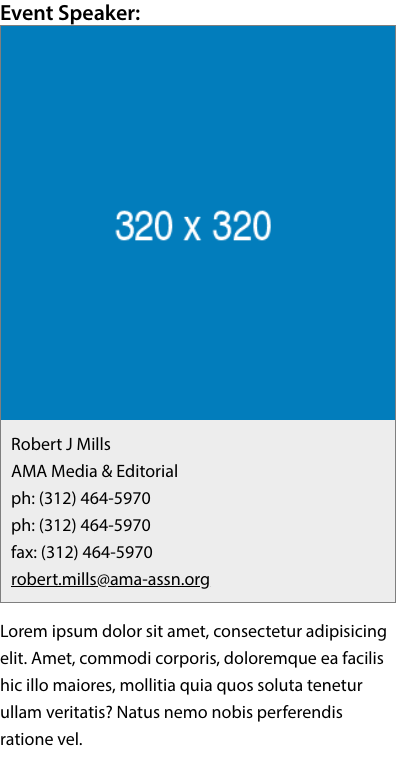 Event Speaker:
320 x 320
Robert J Mills
AMA Media & Editorial
ph: (312) 464-5970
ph: (312) 464-5970
fax: (312) 464-5970
robert.mills@ama-assn.org
Lorem ipsum dolor sit amet, consectetur adipisicing
elit. Amet, commodi corporis, doloremque ea facilis
hic illo maiores, mollitia quia quos soluta tenetur
ullam veritatis? Natus nemo nobis perferendis
ratione vel.